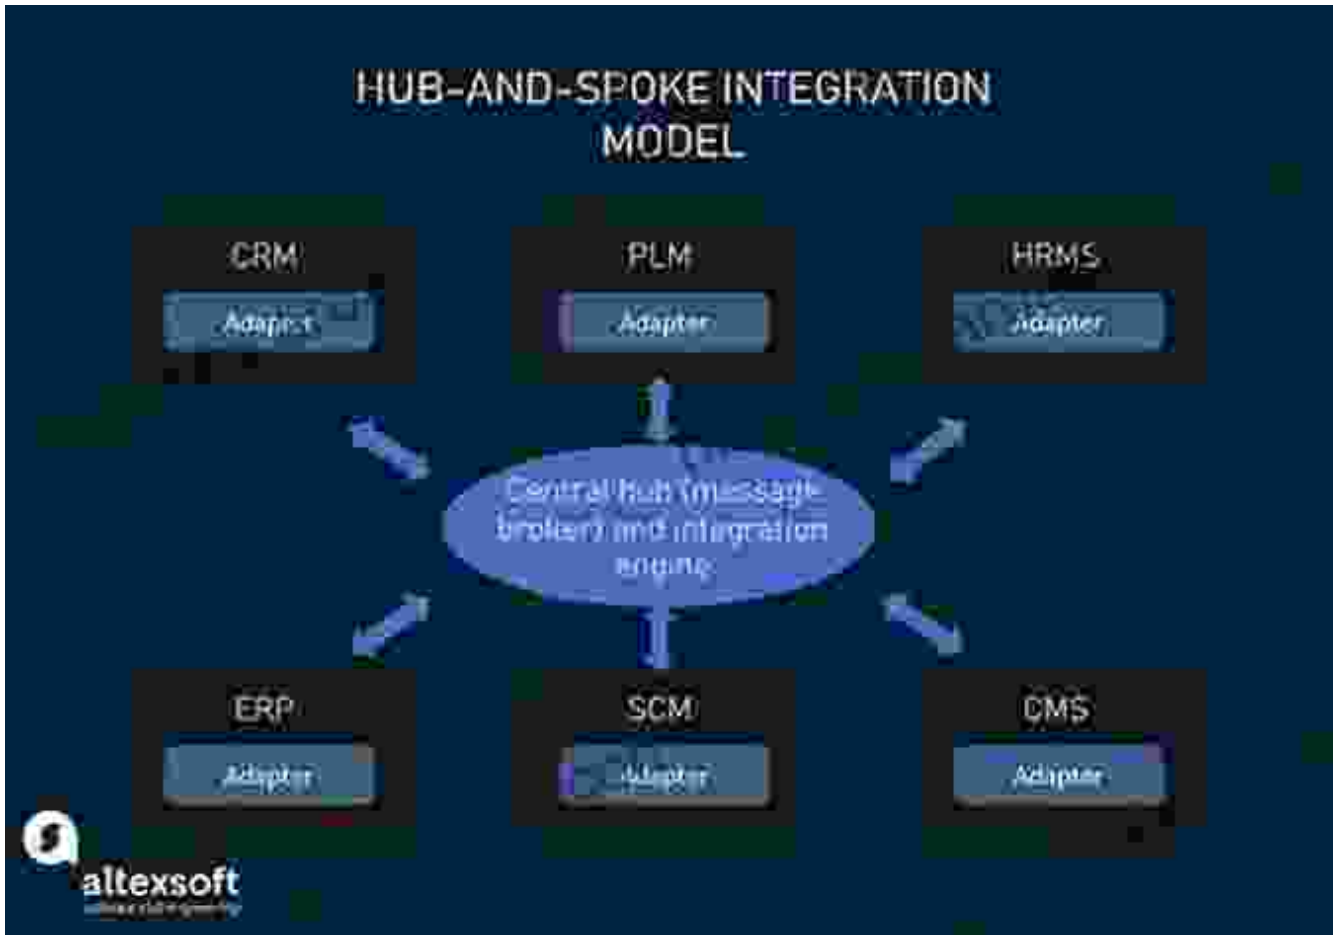 HUB-AND-SPOKE INTEGRATION
MODEL
CRM
PLM
HRMS
Adapter
Adapter
Adapter
Central hub (message
broker) and integration
engine
ERP
SCM
CMS
Adapter
Adapter
Adapter
altexsoft